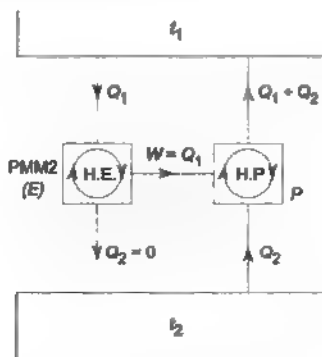 t₁
Q₁
Q₁ + Q₂
PMM2
(E)
H.E.
W = Q₁
H.P
P
Q₂ = 0
Q₂
t₂